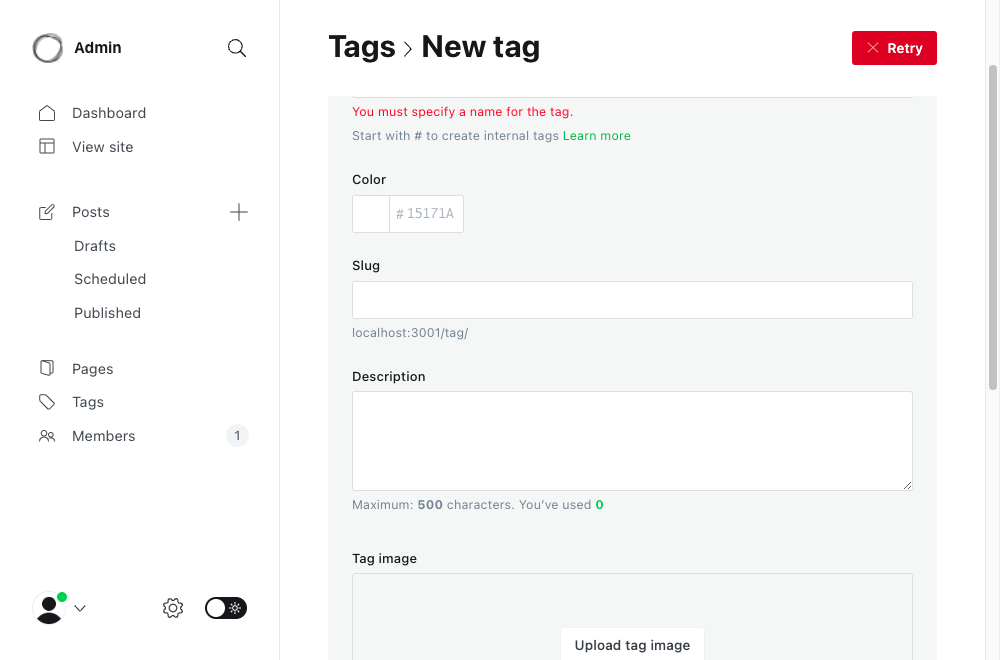 Admin
Dashboard
View site
Posts
Drafts
Scheduled
Published
Pages
Tags
Members
1
Tags
New tag
Retry
You must specify a name for the tag.
Start with # to create internal tags Learn more
Color
# 15171A
Slug
localhost:3001/tag/
Description
Maximum: 500 characters. You’ve used 0
Tag image
Upload tag image